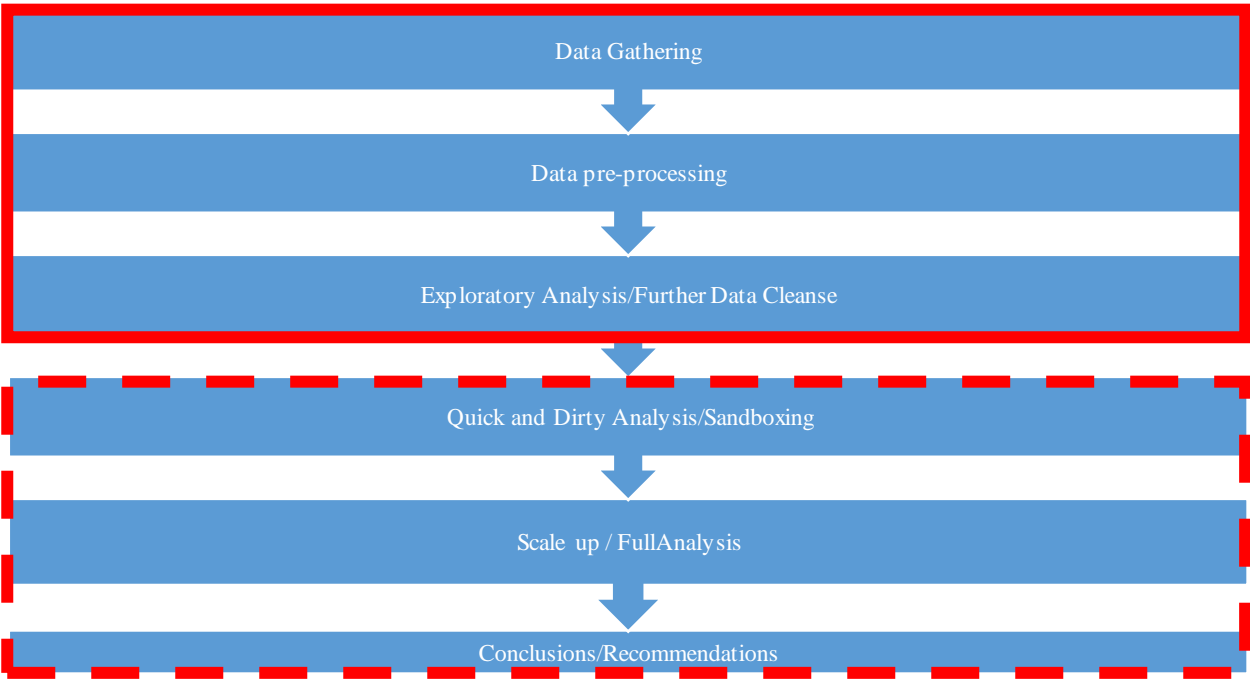 Data Gathering
Data pre-processing
Exploratory Analysis/Further Data Cleanse
Quick and Dirty Analysis/Sandboxing
Scale up / FullAnalysis
Conclusions/Recommendations